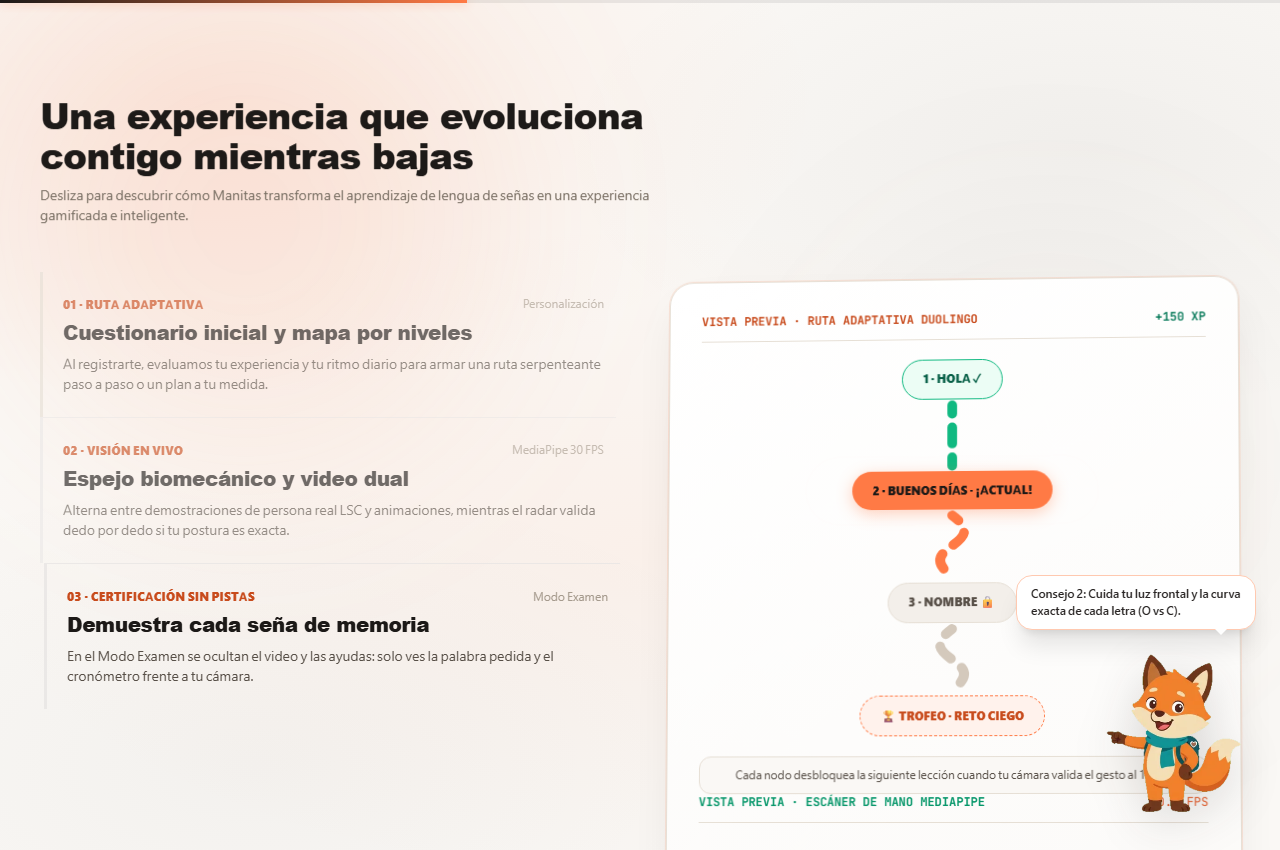 Una experiencia que evoluciona
contigo mientras bajas
Desliza para descubrir cómo Manitas transforma el aprendizaje de lengua de señas en una experiencia
gamificada e inteligente.
01 · RUTA ADAPTATIVA
Personalización
Cuestionario inicial y mapa por niveles
Al registrarte, evaluamos tu experiencia y tu ritmo diario para armar una ruta serpenteante
paso a paso o un plan a tu medida.
02 · VISIÓN EN VIVO
MediaPipe 30 FPS
Espejo biomecánico y video dual
Alterna entre demostraciones de persona real LSC y animaciones, mientras el radar valida
dedo por dedo si tu postura es exacta.
03 · CERTIFICACIÓN SIN PISTAS
Modo Examen
Demuestra cada seña de memoria
En el Modo Examen se ocultan el video y las ayudas: solo ves la palabra pedida y el
cronómetro frente a tu cámara.
VISTA PREVIA · RUTA ADAPTATIVA DUOLINGO
+150 XP
1 · HOLA ✓
2 · BUENOS DÍAS · ¡ACTUAL!
3 · NOMBRE 🔒
Consejo 2: Cuida tu luz frontal y la curva
exacta de cada letra (O vs C).
🏆 TROFEO · RETO CIEGO
Cada nodo desbloquea la siguiente lección cuando tu cámara valida el gesto al
VISTA PREVIA · ESCÁNER DE MANO MEDIAPIPE
FPS